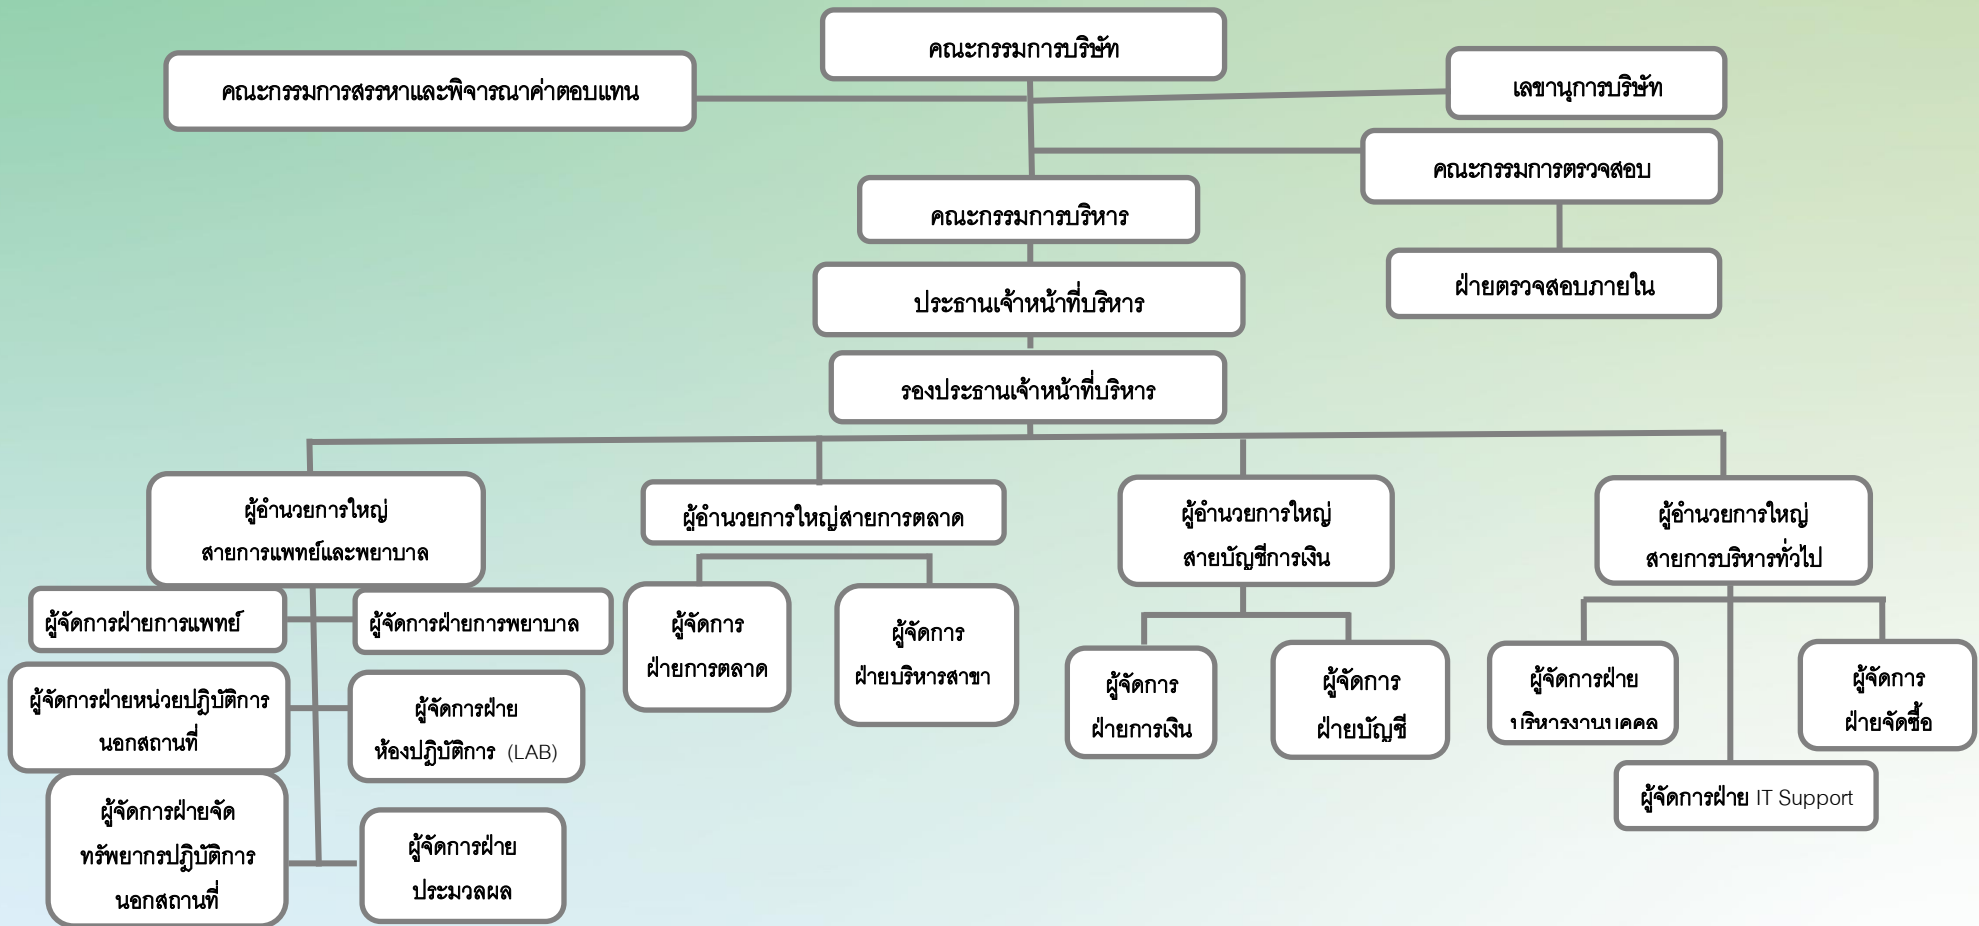 คณะกรรมการบริษัท
คณะกรรมการสรรหาและพิจารณาค่าตอบแทน
เลขานุการบริษัท
คณะกรรมการตรวจสอบ
คณะกรรมการบริหาร
ฝ่ายตรวจสอบภายใน
ประธานเจ้าหน้าที่บริหาร
รองประธานเจ้าหน้าที่บริหาร
ผู้อำนวยการใหญ่
สายการแพทย์และพยาบาล
ผู้อำนวยการใหญ่สายการตลาด
ผู้อำนวยการใหญ่
สายบัญชีการเงิน
ผู้อำนวยการใหญ่
สายการบริหารทั่วไป
ผู้จัดการฝ่ายการแพทย์
ผู้จัดการฝ่ายการพยาบาล
ผู้จัดการฝ่ายหน่วยปฏิบัติการ
นอกสถานที่
ผู้จัดการฝ่าย
ห้องปฏิบัติการ (LAB)
ผู้จัดการฝ่ายจัด
ทรัพยากรปฏิบัติการ
นอกสถานที่
ผู้จัดการฝ่าย
ประมวลผล
ผู้จัดการ
ฝ่ายการตลาด
ผู้จัดการ
ฝ่ายบริหารสาขา
ผู้จัดการ
ฝ่ายการเงิน
ผู้จัดการ
ฝ่ายบัญชี
ผู้จัดการฝ่าย
บริหารงานบุคคล
ผู้จัดการ
ฝ่ายจัดซื้อ
ผู้จัดการฝ่าย IT Support